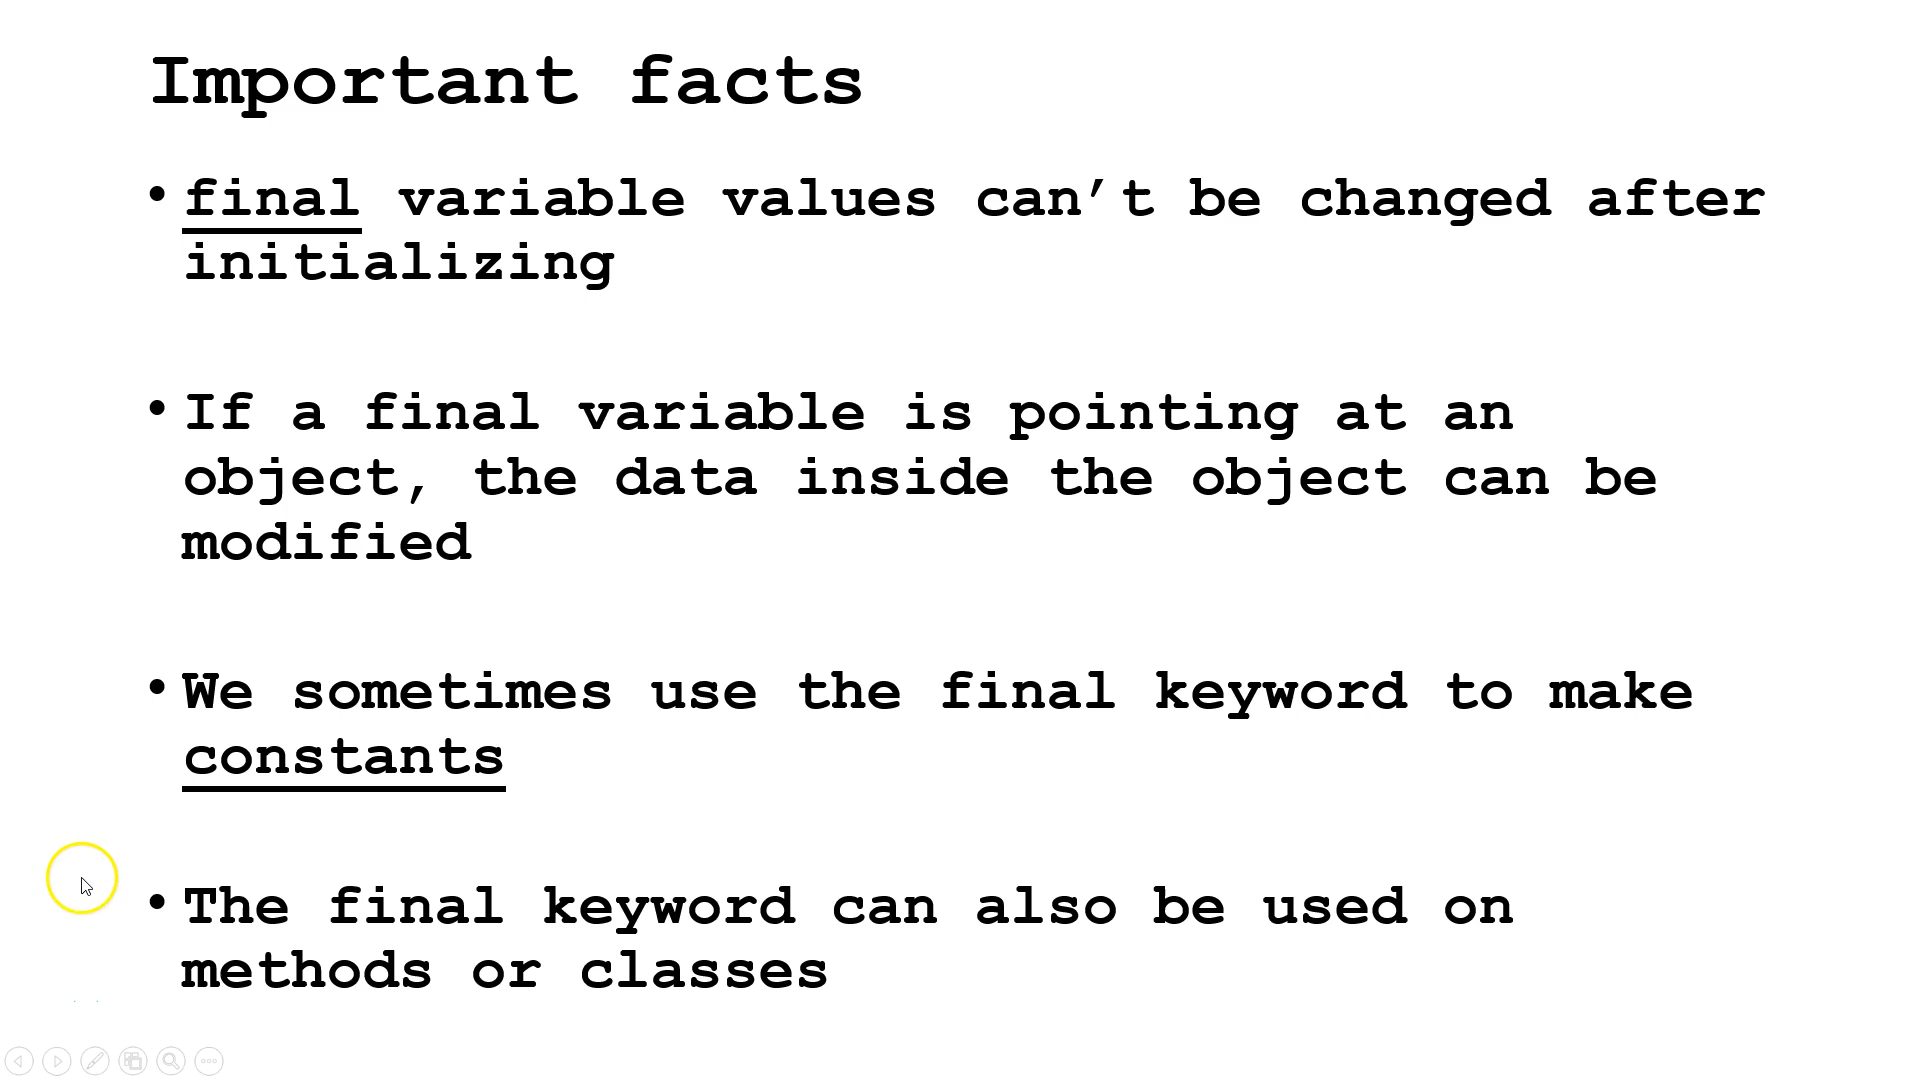 Important facts
• final variable values can’t be changed after
initializing
• If a final variable is pointing at an
object, the data inside the object can be
modified
• We sometimes use the final keyword to make
constants
• The final keyword can also be used on
methods or classes